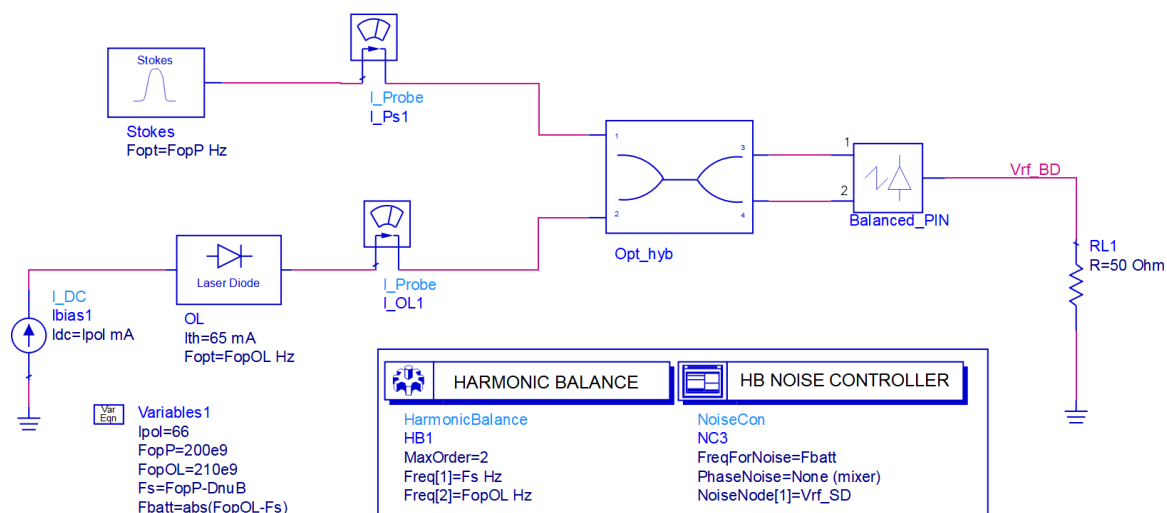 Stokes
Stokes
Fopt=FopP Hz
I_Probe
I_Ps1
1
2
3
4
Opt_hyb
1
2
Balanced_PIN
Vrf_BD
RL1
R=50 Ohm
I_DC
Ibias1
Idc=Ipol mA
Laser Diode
OL
Ith=65 mA
Fopt=FopOL Hz
I_Probe
I_OL1
Var
Eqn
Variables1
Ipol=66
FopP=200e9
FopOL=210e9
Fs=FopP-DnuB
Fbatt=abs(FopOL-Fs)
HARMONIC BALANCE
HarmonicBalance
HB1
MaxOrder=2
Freq[1]=Fs Hz
Freq[2]=FopOL Hz
HB NOISE CONTROLLER
NoiseCon
NC3
FreqForNoise=Fbatt
PhaseNoise=None (mixer)
NoiseNode[1]=Vrf_SD